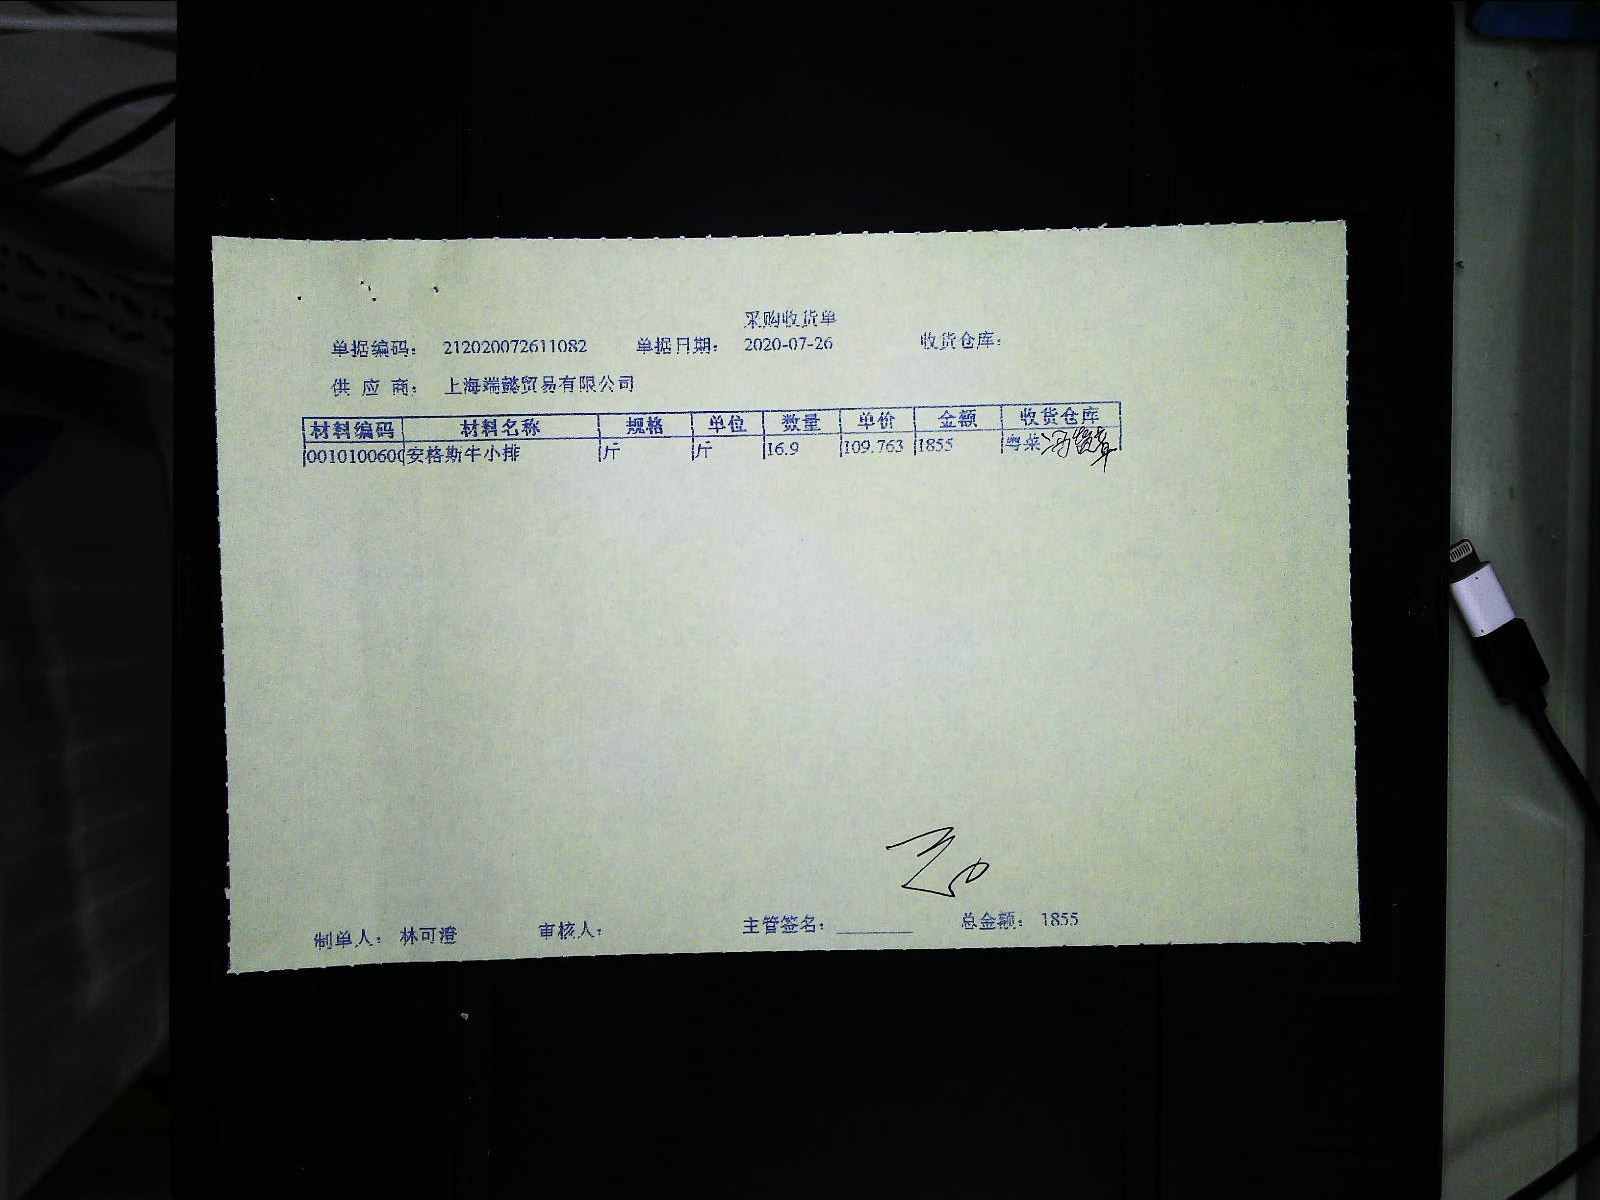 采购收货单
单据编码： 212020072611082 单据日期： 2020-07-26 收货仓库：
供 应 商： 上海端懿贸易有限公司
材料编码 材料名称 规格 单位 数量 单价 金额 收货仓库
0010100600 安格斯牛小排 斤 斤 16.9 109.763 1855 粤菜
制单人： 林可澄 审核人： 主管签名： 总金额： 1855